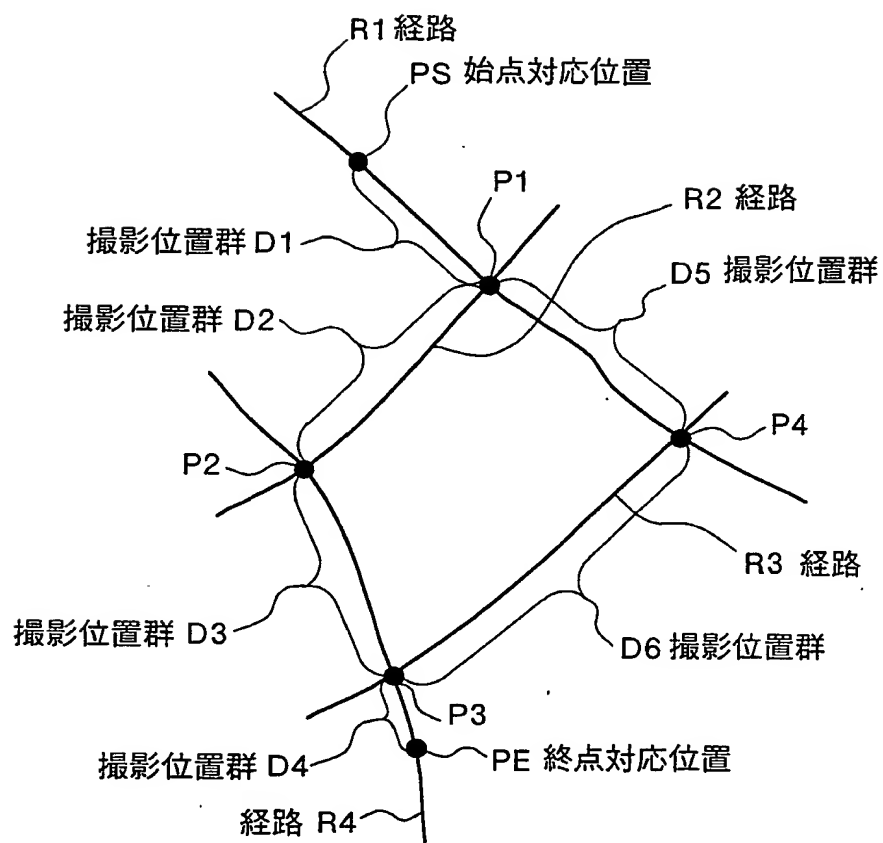 R1 経路
PS 始点対応位置
P1
R2 経路
撮影位置群 D1
D5 撮影位置群
撮影位置群 D2
P4
P2
R3 経路
撮影位置群 D3
D6 撮影位置群
P3
撮影位置群 D4
PE 終点対応位置
経路 R4